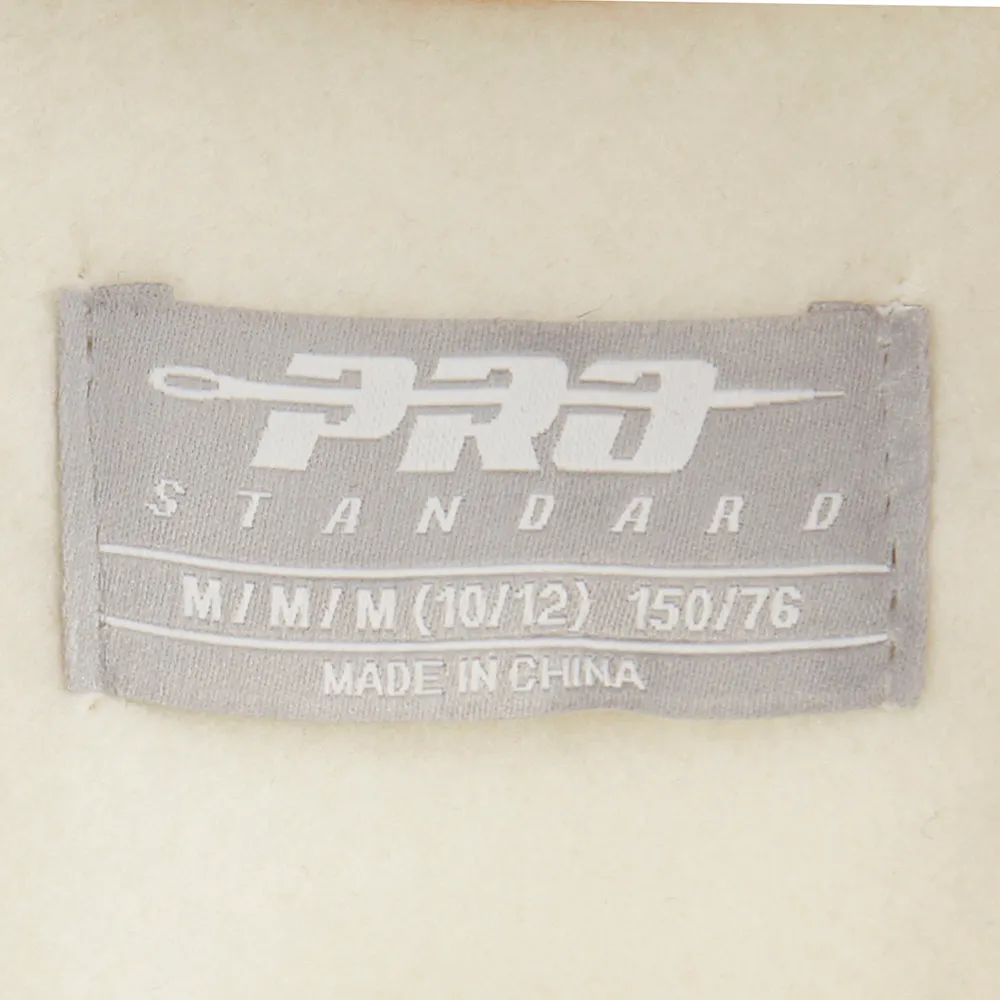 PRO
STANDARD
M/M/M (10/12) 150/76
MADE IN CHINA